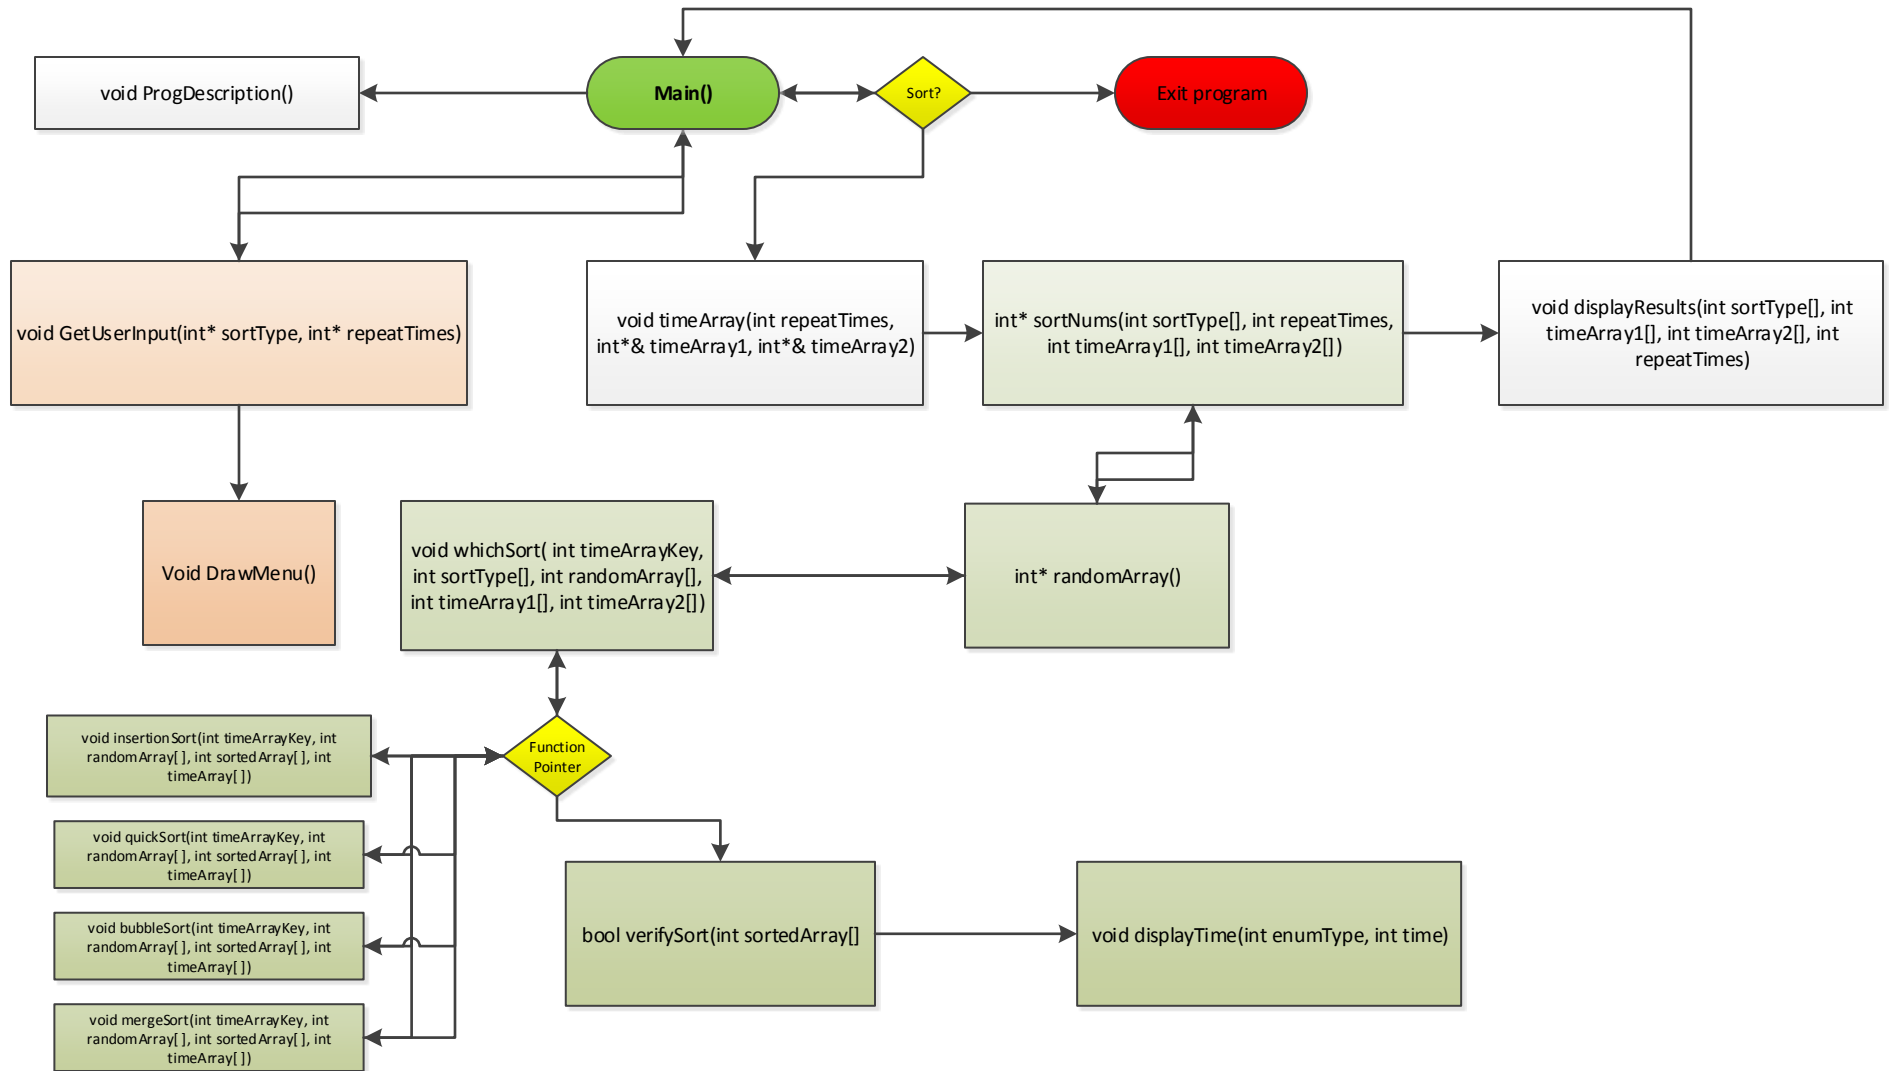 void ProgDescription()
Main()
Sort?
Exit program
void GetUserInput(int* sortType, int* repeatTimes)
void timeArray(int repeatTimes,
int*& timeArray1, int*& timeArray2)
int* sortNums(int sortType[], int repeatTimes,
int timeArray1[], int timeArray2[])
void displayResults(int sortType[], int
timeArray1[], int timeArray2[], int
repeatTimes)
Void DrawMenu()
void whichSort( int timeArrayKey,
int sortType[], int randomArray[],
int timeArray1[], int timeArray2[])
int* randomArray()
void insertionSort(int timeArrayKey, int
randomArray[], int sortedArray[], int
timeArray[])
Function
Pointer
void quickSort(int timeArrayKey, int
randomArray[], int sortedArray[], int
timeArray[])
void bubbleSort(int timeArrayKey, int
randomArray[], int sortedArray[], int
timeArray[])
void mergeSort(int timeArrayKey, int
randomArray[], int sortedArray[], int
timeArray[])
bool verifySort(int sortedArray[]
void displayTime(int enumType, int time)